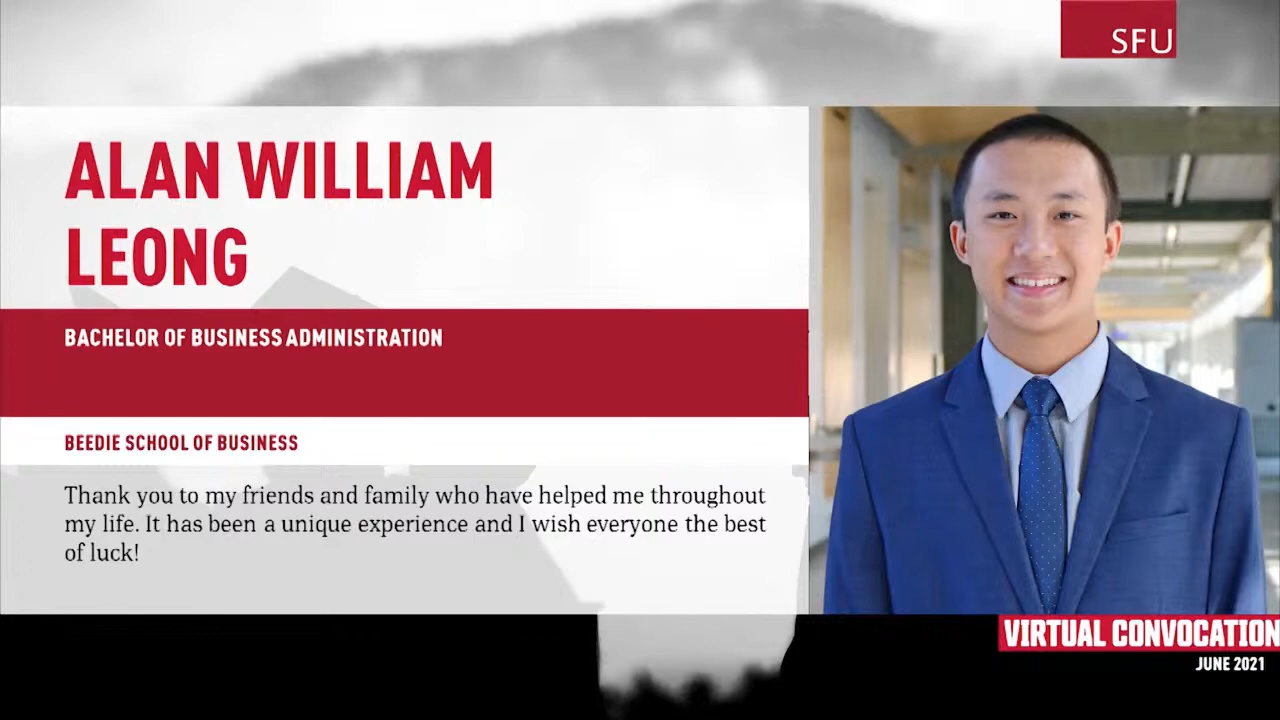 SFU
ALAN WILLIAM
LEONG
BACHELOR OF BUSINESS ADMINISTRATION
BEEDIE SCHOOL OF BUSINESS
Thank you to my friends and family who have helped me throughout
my life. It has been a unique experience and I wish everyone the best
of luck!
VIRTUAL CONVOCATION
JUNE 2021